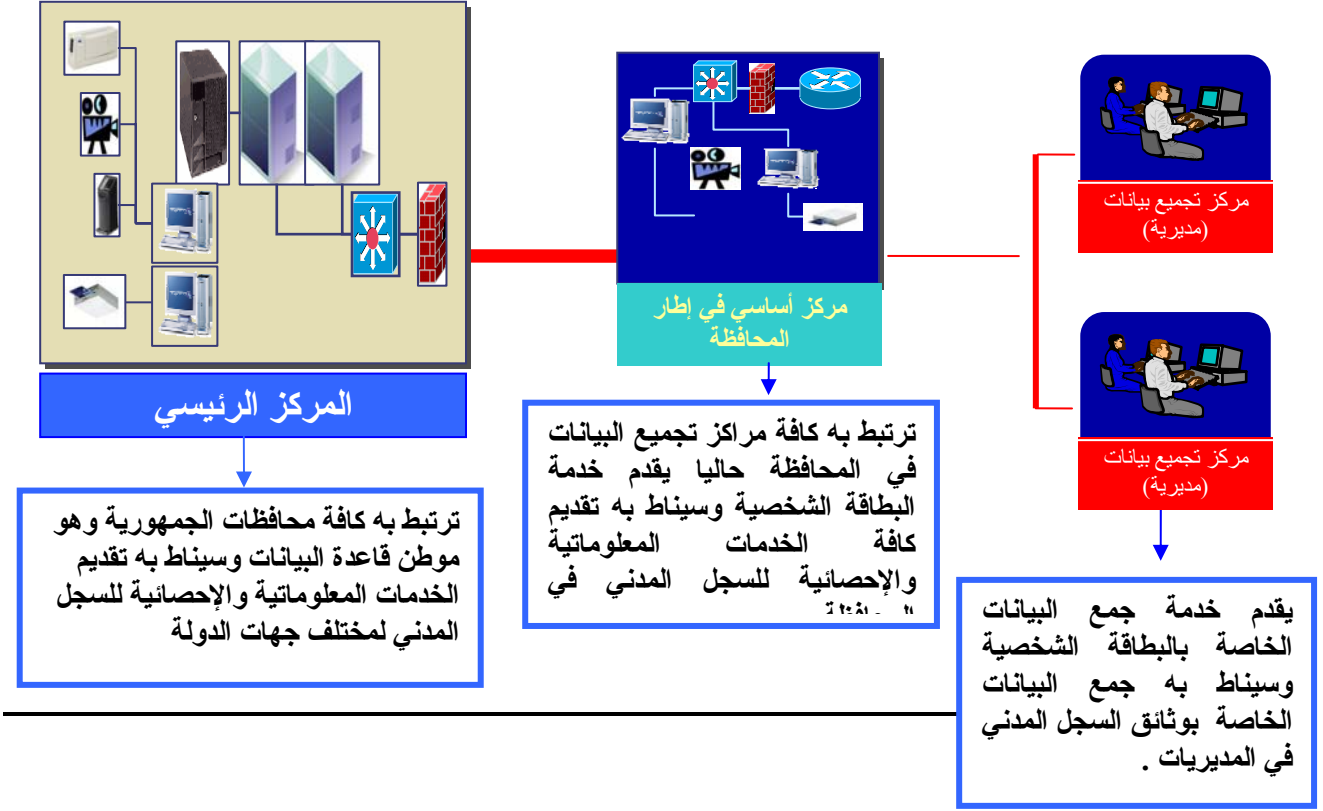 مركز تجميع بيانات
(مديرية)
مركز أساسي في إطار
المحافظة
المركز الرئيسي
مركز تجميع بيانات
(مديرية)
ترتبط به كافة مراكز تجميع البيانات
في المحافظة حاليا يقدم خدمة
البطاقة الشخصية وسيناط به تقديم
كافة الخدمات المعلوماتية
والإحصائية للسجل المدني في
ترتبط به كافة محافظات الجمهورية وهو
موطن قاعدة البيانات وسيناط به تقديم
الخدمات المعلوماتية والإحصائية للسجل
المدني لمختلف جهات الدولة
يقدم خدمة جمع البيانات
الخاصة بالبطاقة الشخصية
وسيناط به جمع البيانات
الخاصة بوثائق السجل المدني
في المديريات .